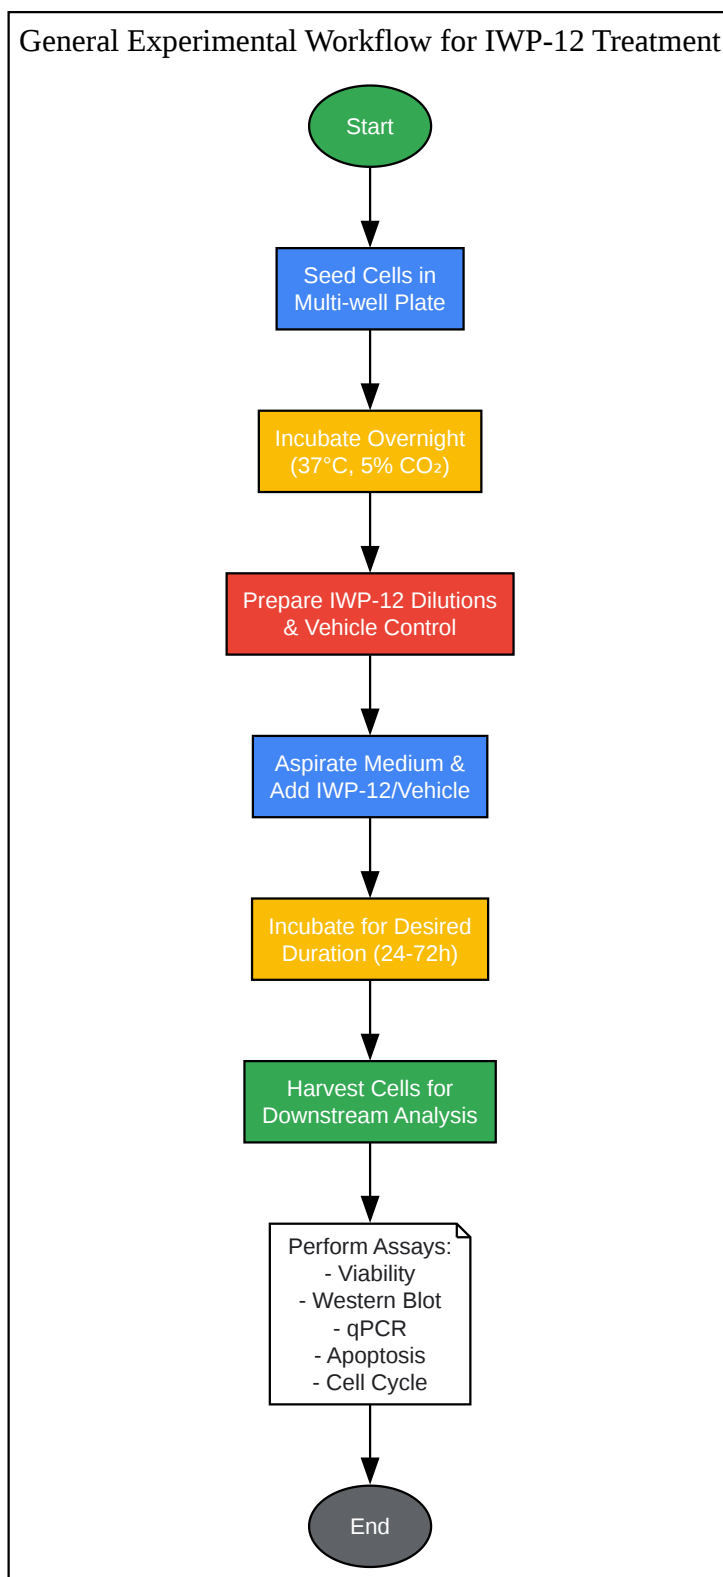 General Experimental Workflow for IWP-12 Treatment
Start
Seed Cells in
Multi-well Plate
Incubate Overnight
(37°C, 5% CO₂)
Prepare IWP-12 Dilutions
& Vehicle Control
Aspirate Medium &
Add IWP-12/Vehicle
Incubate for Desired
Duration (24-72h)
Harvest Cells for
Downstream Analysis
Perform Assays:
- Viability
- Western Blot
- qPCR
- Apoptosis
- Cell Cycle
End